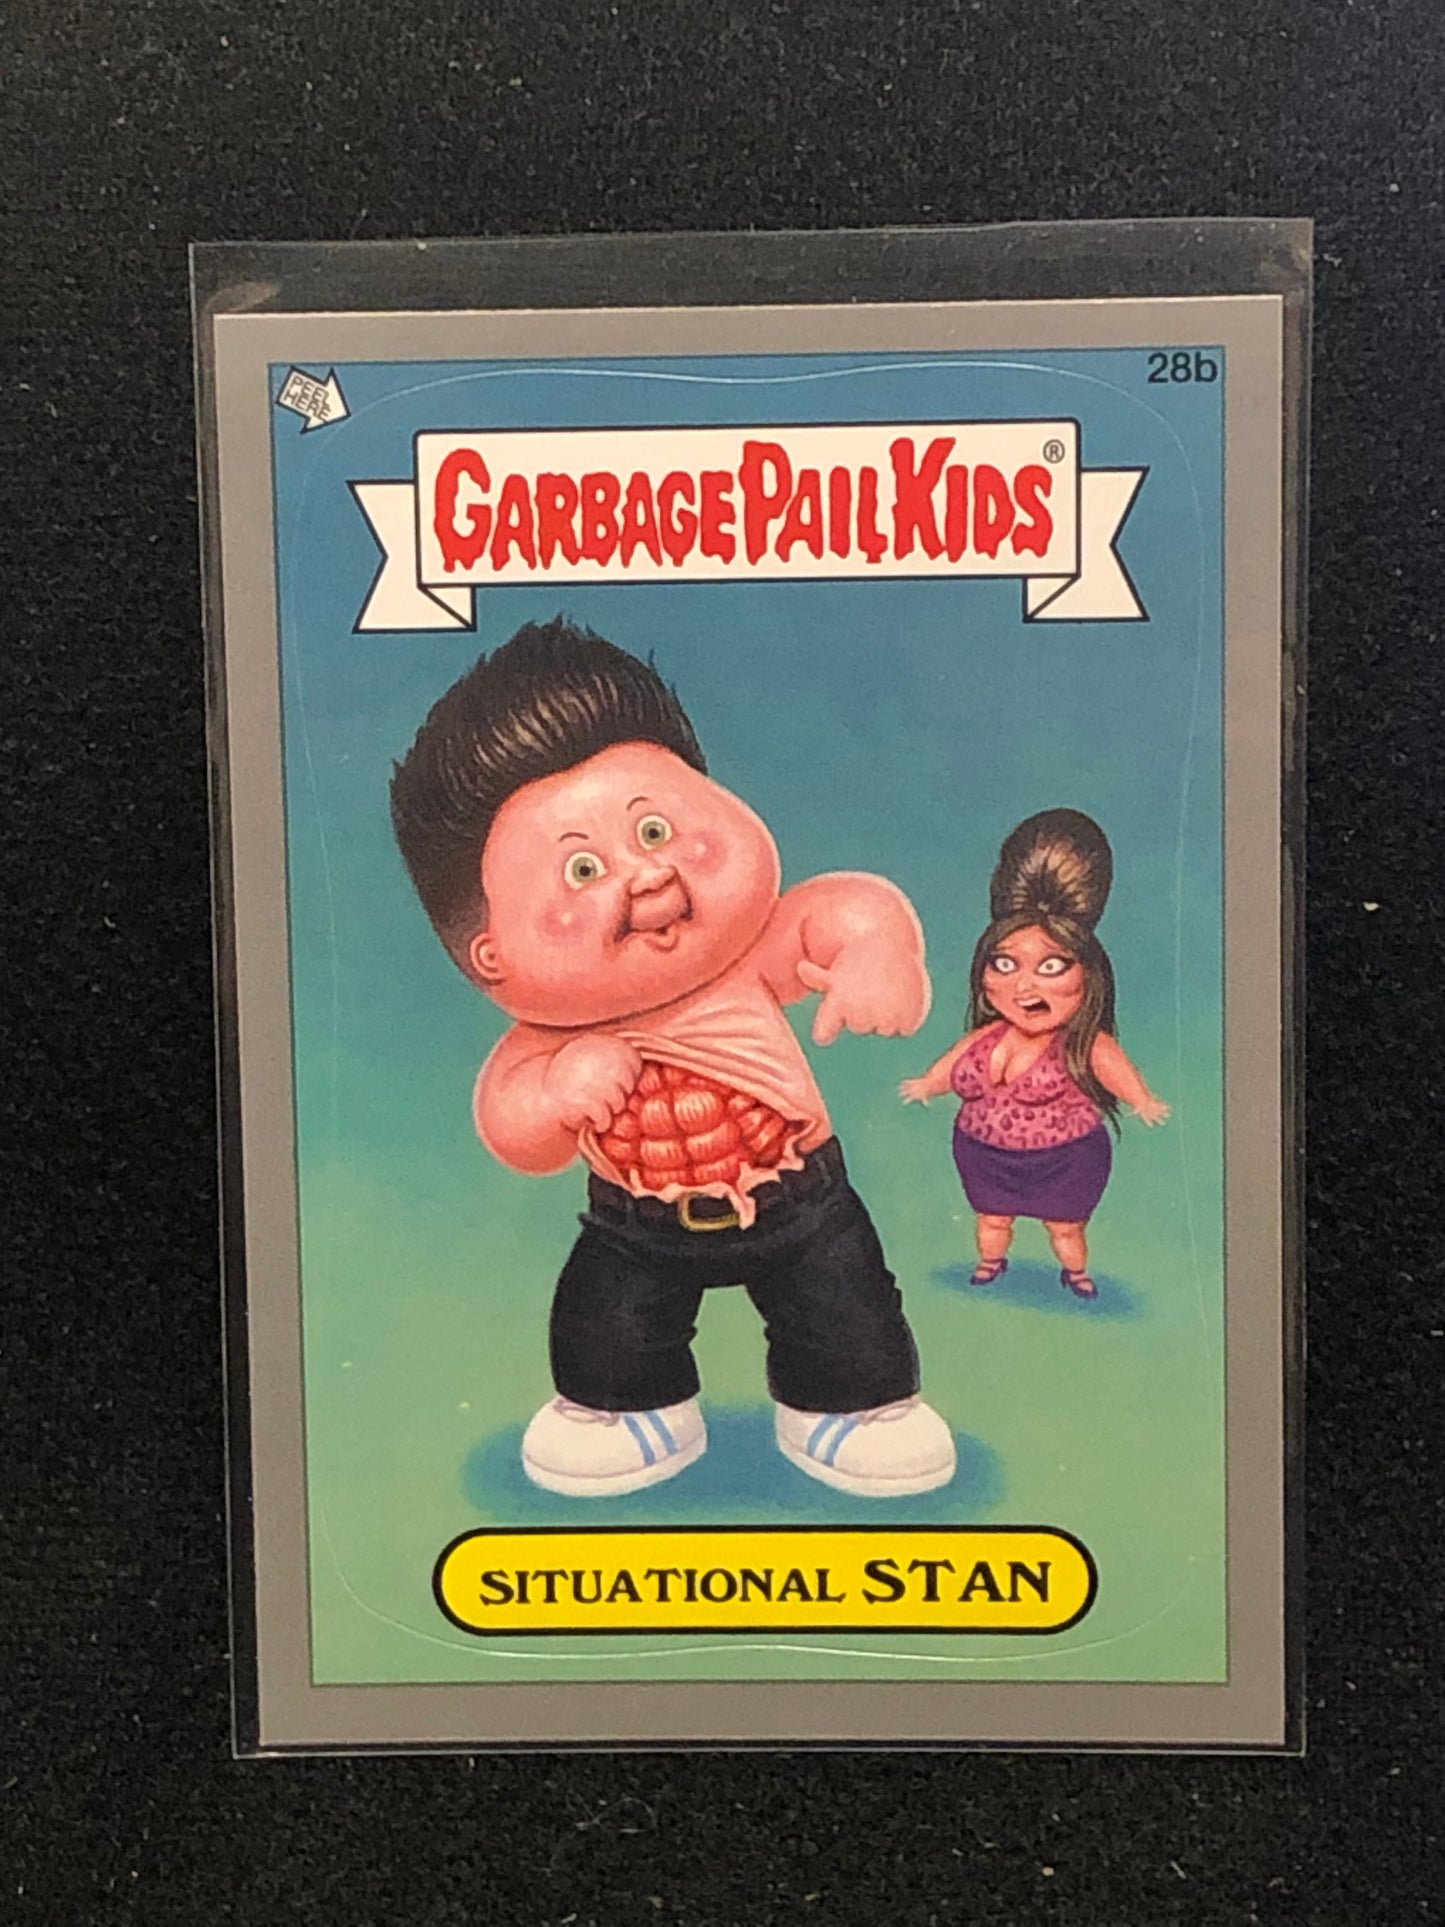 PEEL
HERE
28b
GARBAGE PAIL KIDS®
SITUATIONAL STAN